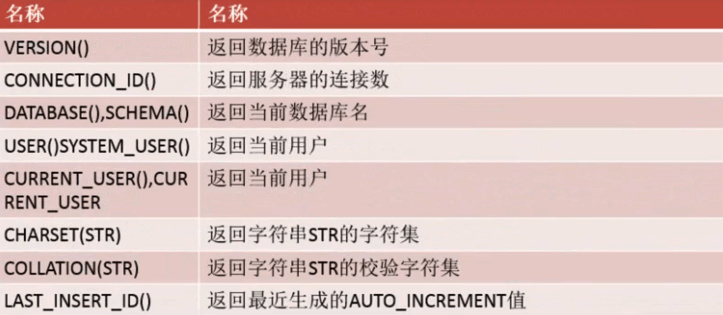 名称 名称
VERSION() 返回数据库的版本号
CONNECTION_ID() 返回服务器的连接数
DATABASE(),SCHEMA() 返回当前数据库名
USER()SYSTEM_USER() 返回当前用户
CURRENT_USER(),CUR 返回当前用户
RENT_USER
CHARSET(STR) 返回字符串STR的字符集
COLLATION(STR) 返回字符串STR的校验字符集
LAST_INSERT_ID() 返回最近生成的AUTO_INCREMENT值